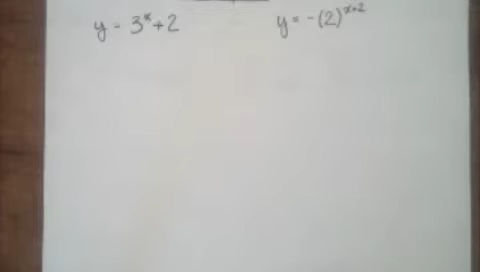 y = 3^x + 2
y = -(2)^{x+2}